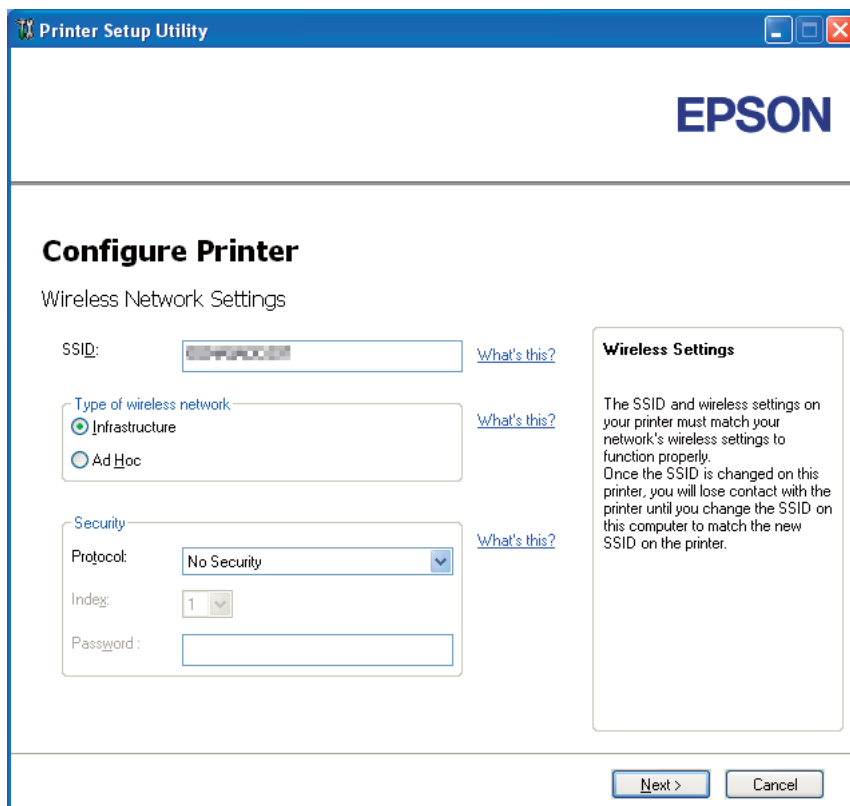 Printer Setup Utility
EPSON
Configure Printer
Wireless Network Settings
SSID:
What's this?
Type of wireless network
Infrastructure
What's this?
Ad Hoc
Security
What's this?
Protocol:
No Security
Index:
1
Password :
Wireless Settings
The SSID and wireless settings on
your printer must match your
network's wireless settings to
function properly.
Once the SSID is changed on this
printer, you will lose contact with the
printer until you change the SSID on
this computer to match the new
SSID on the printer.
Next >
Cancel